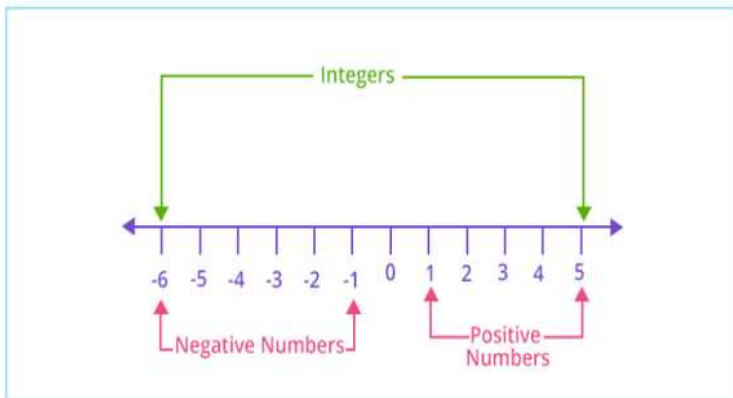 Integers
-6 -5 -4 -3 -2 -1 0 1 2 3 4 5
Negative Numbers
Positive
Numbers